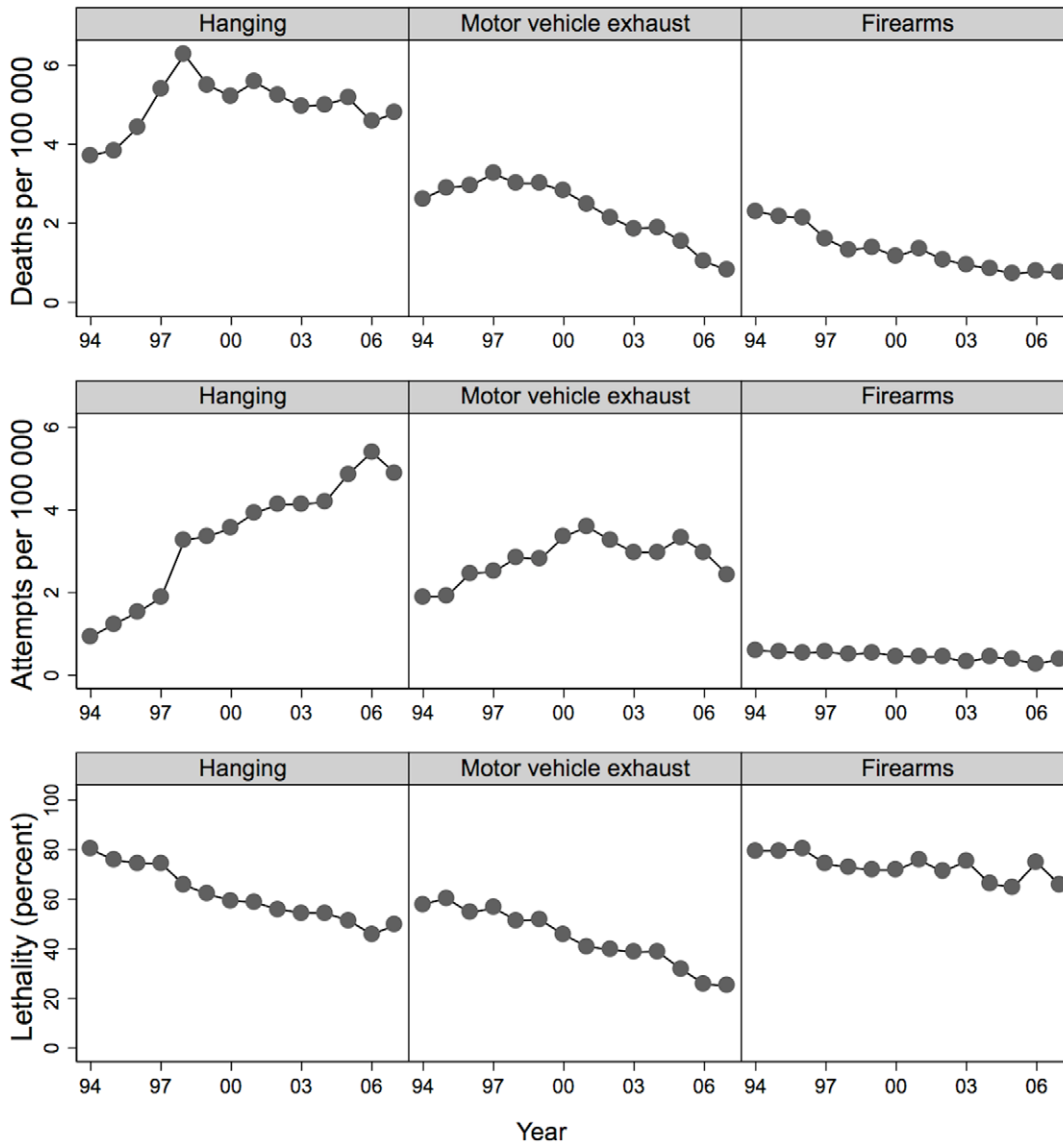 Hanging Motor vehicle exhaust Firearms
Deaths per 100 000
6
4
2
0
94 97 00 03 06 94 97 00 03 06 94 97 00 03 06
Hanging Motor vehicle exhaust Firearms
Attempts per 100 000
6
4
2
0
94 97 00 03 06 94 97 00 03 06 94 97 00 03 06
Hanging Motor vehicle exhaust Firearms
Lethality (percent)
100
80
60
40
20
0
94 97 00 03 06 94 97 00 03 06 94 97 00 03 06
Year